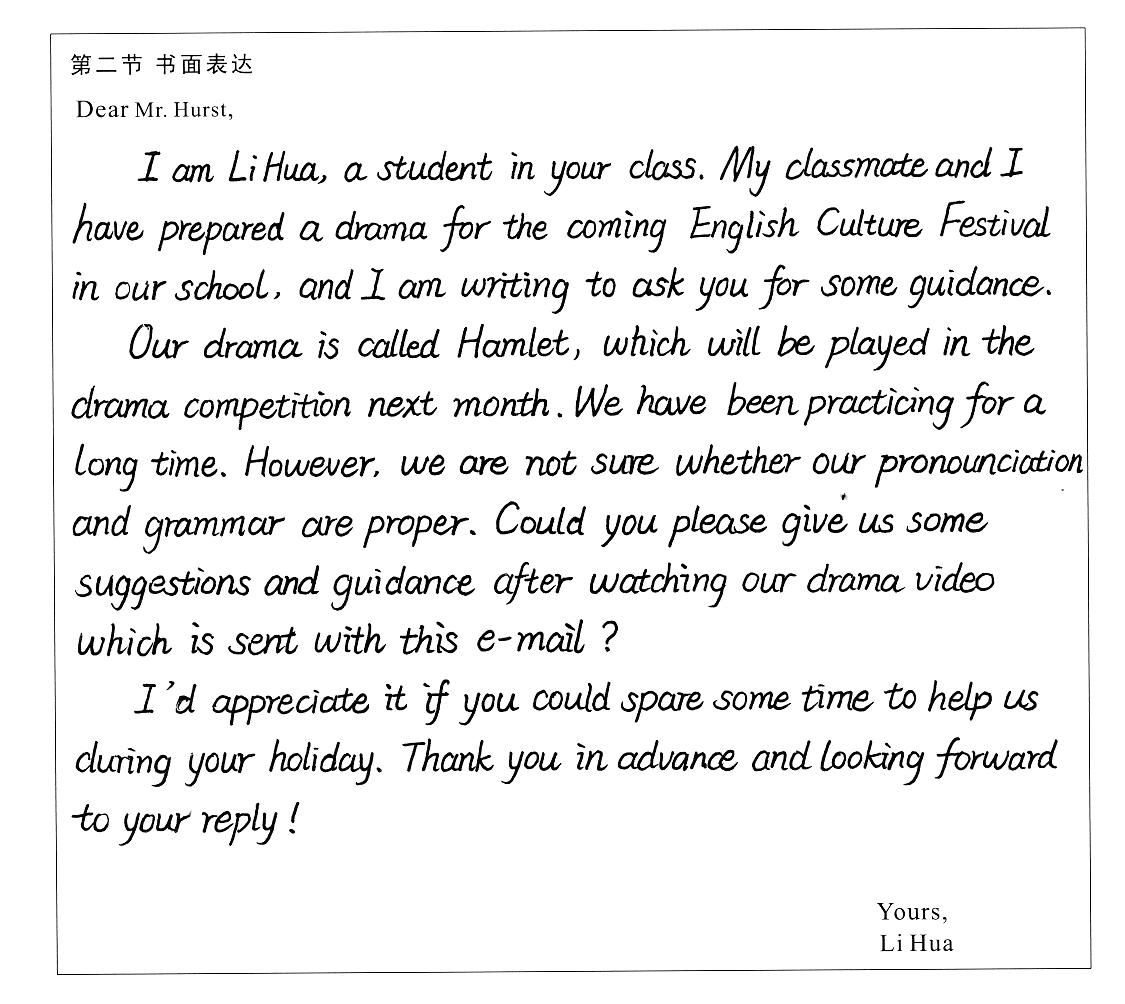 第二节 书面表达
Dear Mr. Hurst,
I am Li Hua, a student in your class. My classmate and I
have prepared a drama for the coming English Culture Festival
in our school, and I am writing to ask you for some guidance.
Our drama is called Hamlet, which will be played in the
drama competition next month. We have been practicing for a
long time. However, we are not sure whether our pronounciation
and grammar are proper. Could you please give us some
suggestions and guidance after watching our drama video
which is sent with this e-mail?
I'd appreciate it if you could spare some time to help us
during your holiday. Thank you in advance and looking forward
to your reply!
Yours,
Li Hua